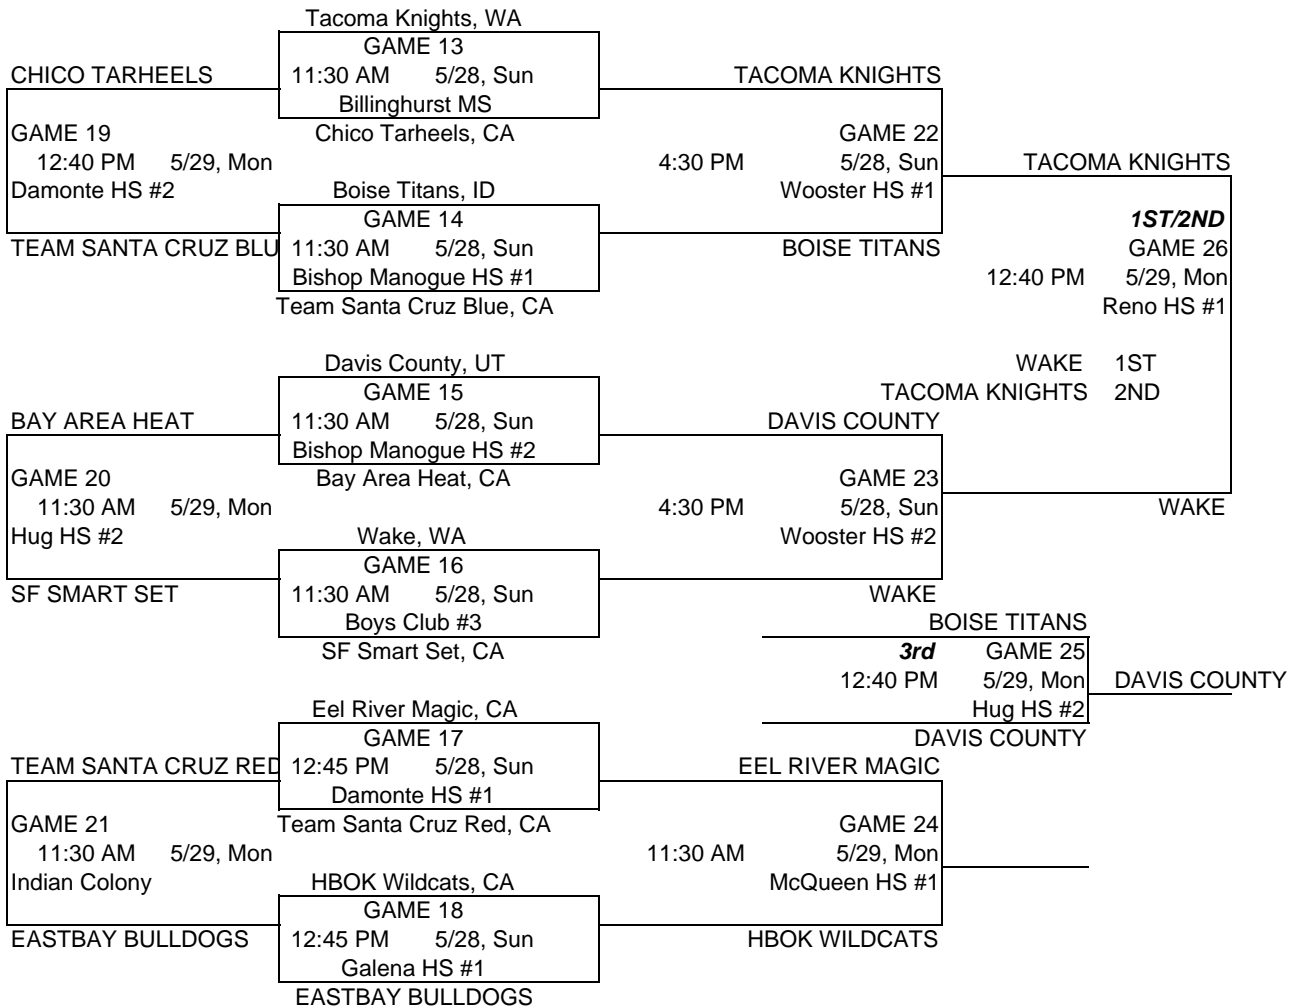 Tacoma Knights, WA
GAME 13
CHICO TARHEELS 11:30 AM 5/28, Sun TACOMA KNIGHTS
Billinghurst MS
GAME 19 Chico Tarheels, CA GAME 22
12:40 PM 5/29, Mon 4:30 PM 5/28, Sun TACOMA KNIGHTS
Damonte HS #2 Boise Titans, ID Wooster HS #1
GAME 14 1ST/2ND
TEAM SANTA CRUZ BLU 11:30 AM 5/28, Sun BOISE TITANS GAME 26
Bishop Manogue HS #1 12:40 PM 5/29, Mon
Team Santa Cruz Blue, CA Reno HS #1
Davis County, UT WAKE 1ST
GAME 15 TACOMA KNIGHTS 2ND
BAY AREA HEAT 11:30 AM 5/28, Sun DAVIS COUNTY
Bishop Manogue HS #2
GAME 20 Bay Area Heat, CA GAME 23
11:30 AM 5/29, Mon 4:30 PM 5/28, Sun WAKE
Hug HS #2 Wake, WA Wooster HS #2
GAME 16
SF SMART SET 11:30 AM 5/28, Sun WAKE
Boys Club #3 BOISE TITANS
SF Smart Set, CA 3rd GAME 25
12:40 PM 5/29, Mon DAVIS COUNTY
Eel River Magic, CA Hug HS #2
GAME 17 DAVIS COUNTY
TEAM SANTA CRUZ RED 12:45 PM 5/28, Sun EEL RIVER MAGIC
Damonte HS #1
GAME 21 Team Santa Cruz Red, CA GAME 24
11:30 AM 5/29, Mon 11:30 AM 5/29, Mon
Indian Colony HBOK Wildcats, CA McQueen HS #1
GAME 18
EASTBAY BULLDOGS 12:45 PM 5/28, Sun HBOK WILDCATS
Galena HS #1
EASTBAY BULLDOGS